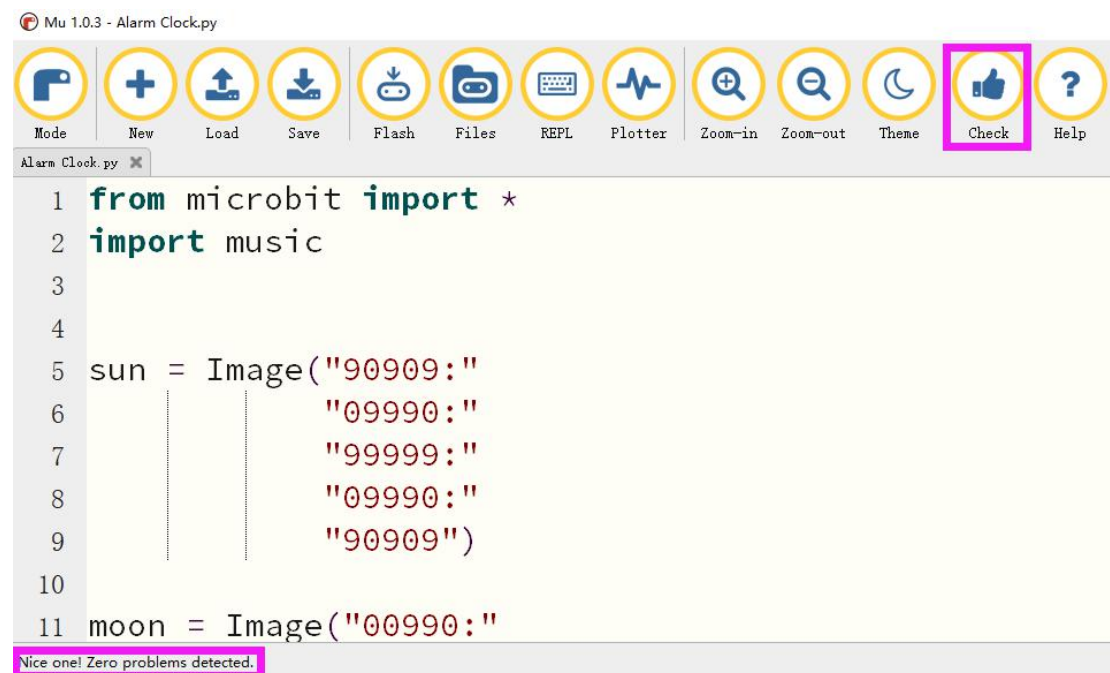 Mu 1.0.3 - Alarm Clock.py
Mode New Load Save Flash Files REPL Plotter Zoom-in Zoom-out Theme Check Help
Alarm Clock.py
1 from microbit import *
2 import music
3
4
5 sun = Image("90909:"
6 "09990:"
7 "99999:"
8 "09990:"
9 "90909")
10
11 moon = Image("00990:"
Nice one! Zero problems detected.